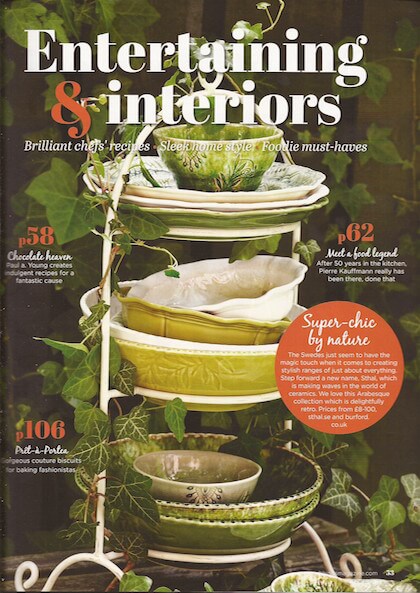 Entertaining
& interiors
Brilliant chefs' recipes • Sleek home style • Foodie must-haves
p58
Chocolate heaven
Paul A. Young creates
indulgent recipes for a
fantastic cause
p62
Meet a food legend
After 50 years in the kitchen,
Pierre Kauffmann really has
been there, done that
Super-chic
by nature
The Swedes just seem to have the
magic touch when it comes to creating
stylish ranges of just about everything.
Step forward a new name, Sthål, which
is making waves in the world of
ceramics. We love this Arabesque
collection which is delightfully
retro. Prices from £8-100,
sthal.se and burford.
co.uk
p106
Prêt-à-Portea
Gorgeous couture biscuits
for baking fashionistas
33